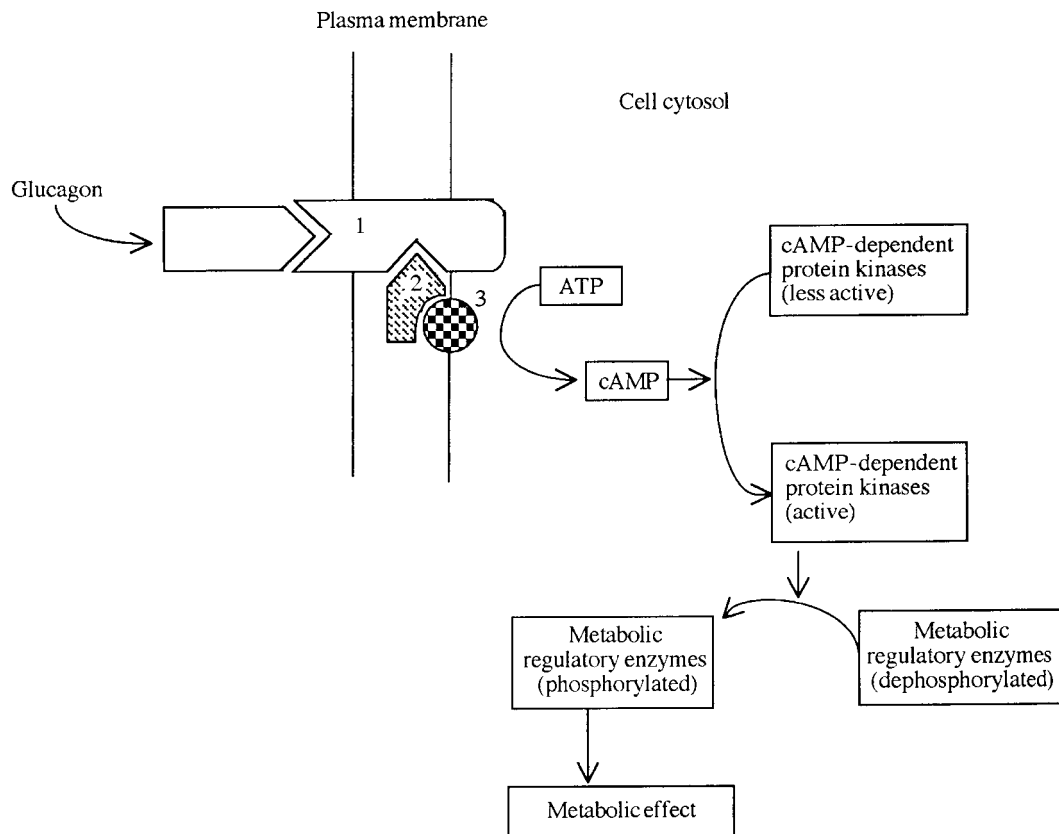 Plasma membrane
Cell cytosol
Glucagon
1
2
3
ATP
cAMP
cAMP-dependent
protein kinases
(less active)
cAMP-dependent
protein kinases
(active)
Metabolic
regulatory enzymes
(phosphorylated)
Metabolic
regulatory enzymes
(dephosphorylated)
Metabolic effect